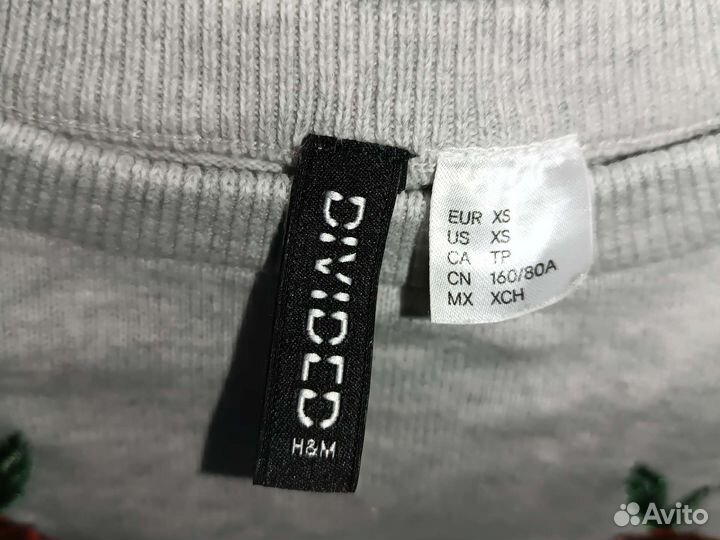 DIVIDED
H&M
EUR XS
US XS
CA TP
CN 160/80A
MX XCH
Avito